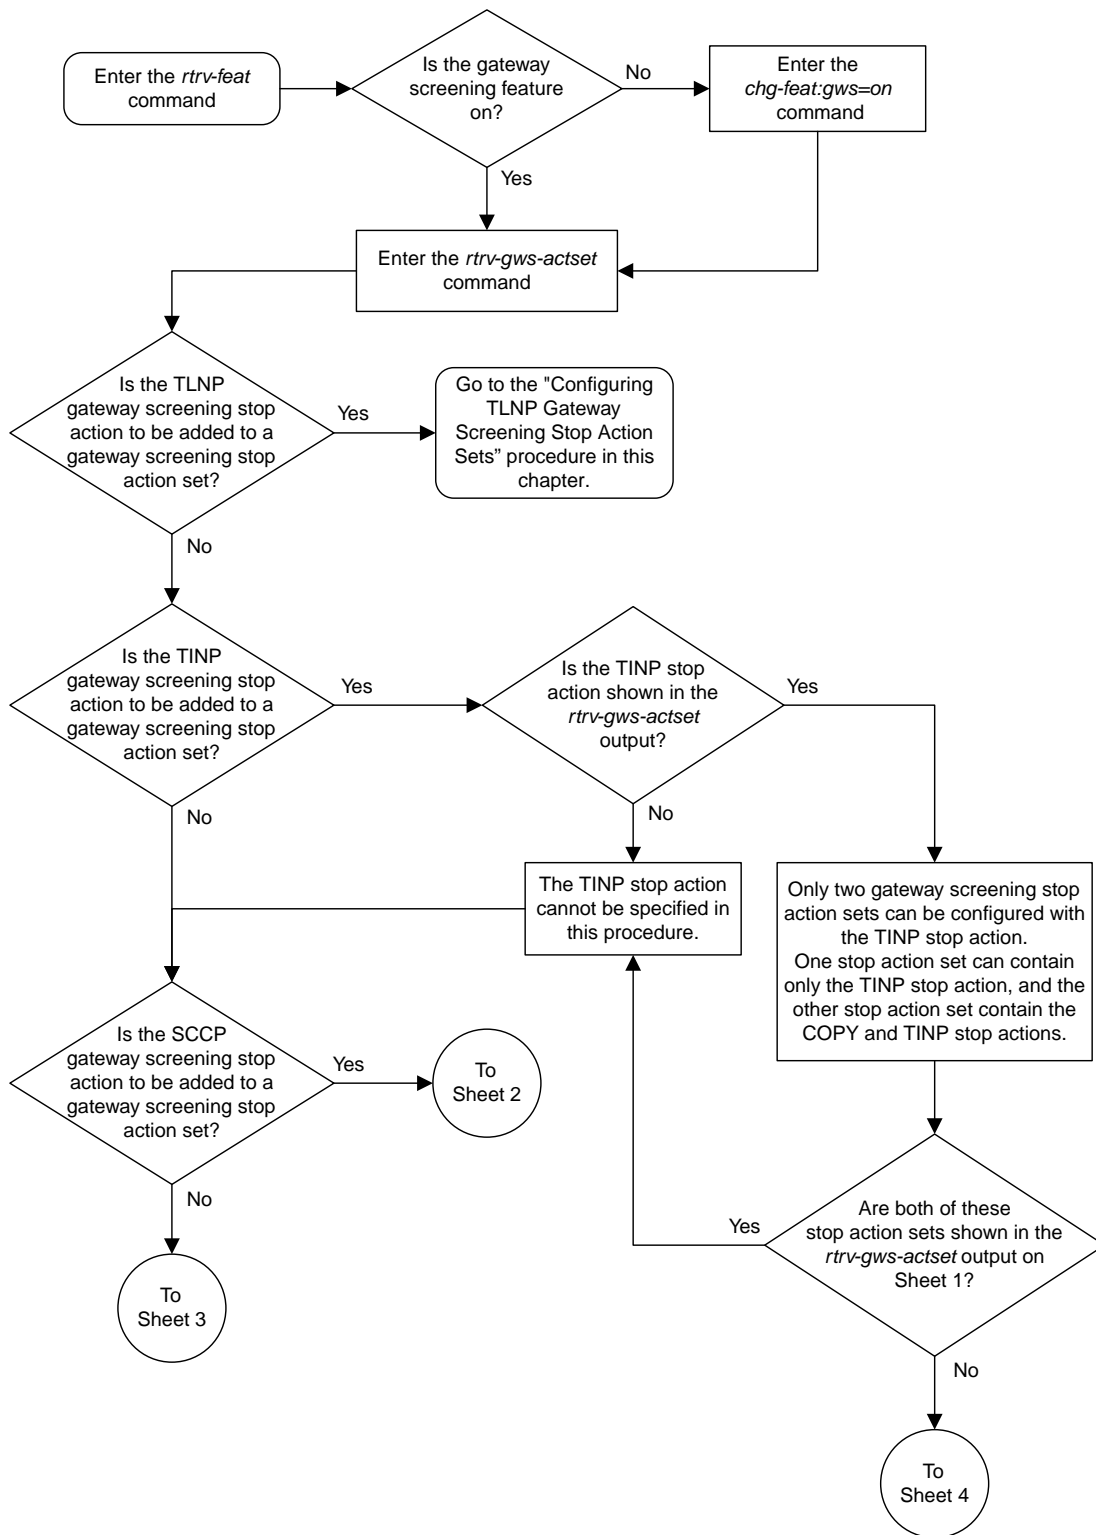 Enter the rtrv-feat
command
Is the gateway
screening feature
on?
No
Enter the
chg-feat:gws=on
command
Yes
Enter the rtrv-gws-actset
command
Is the TLNP
gateway screening stop
action to be added to a
gateway screening stop
action set?
Yes
Go to the "Configuring
TLNP Gateway
Screening Stop Action
Sets” procedure in this
chapter.
No
Is the TINP
gateway screening stop
action to be added to a
gateway screening stop
action set?
Yes
Is the TINP stop
action shown in the
rtrv-gws-actset
output?
Yes
No
No
The TINP stop action
cannot be specified in
this procedure.
Only two gateway screening stop
action sets can be configured with
the TINP stop action.
One stop action set can contain
only the TINP stop action, and the
other stop action set contain the
COPY and TINP stop actions.
Is the SCCP
gateway screening stop
action to be added to a
gateway screening stop
action set?
Yes
To
Sheet 2
No
To
Sheet 3
Are both of these
stop action sets shown in the
rtrv-gws-actset output on
Sheet 1?
Yes
No
To
Sheet 4